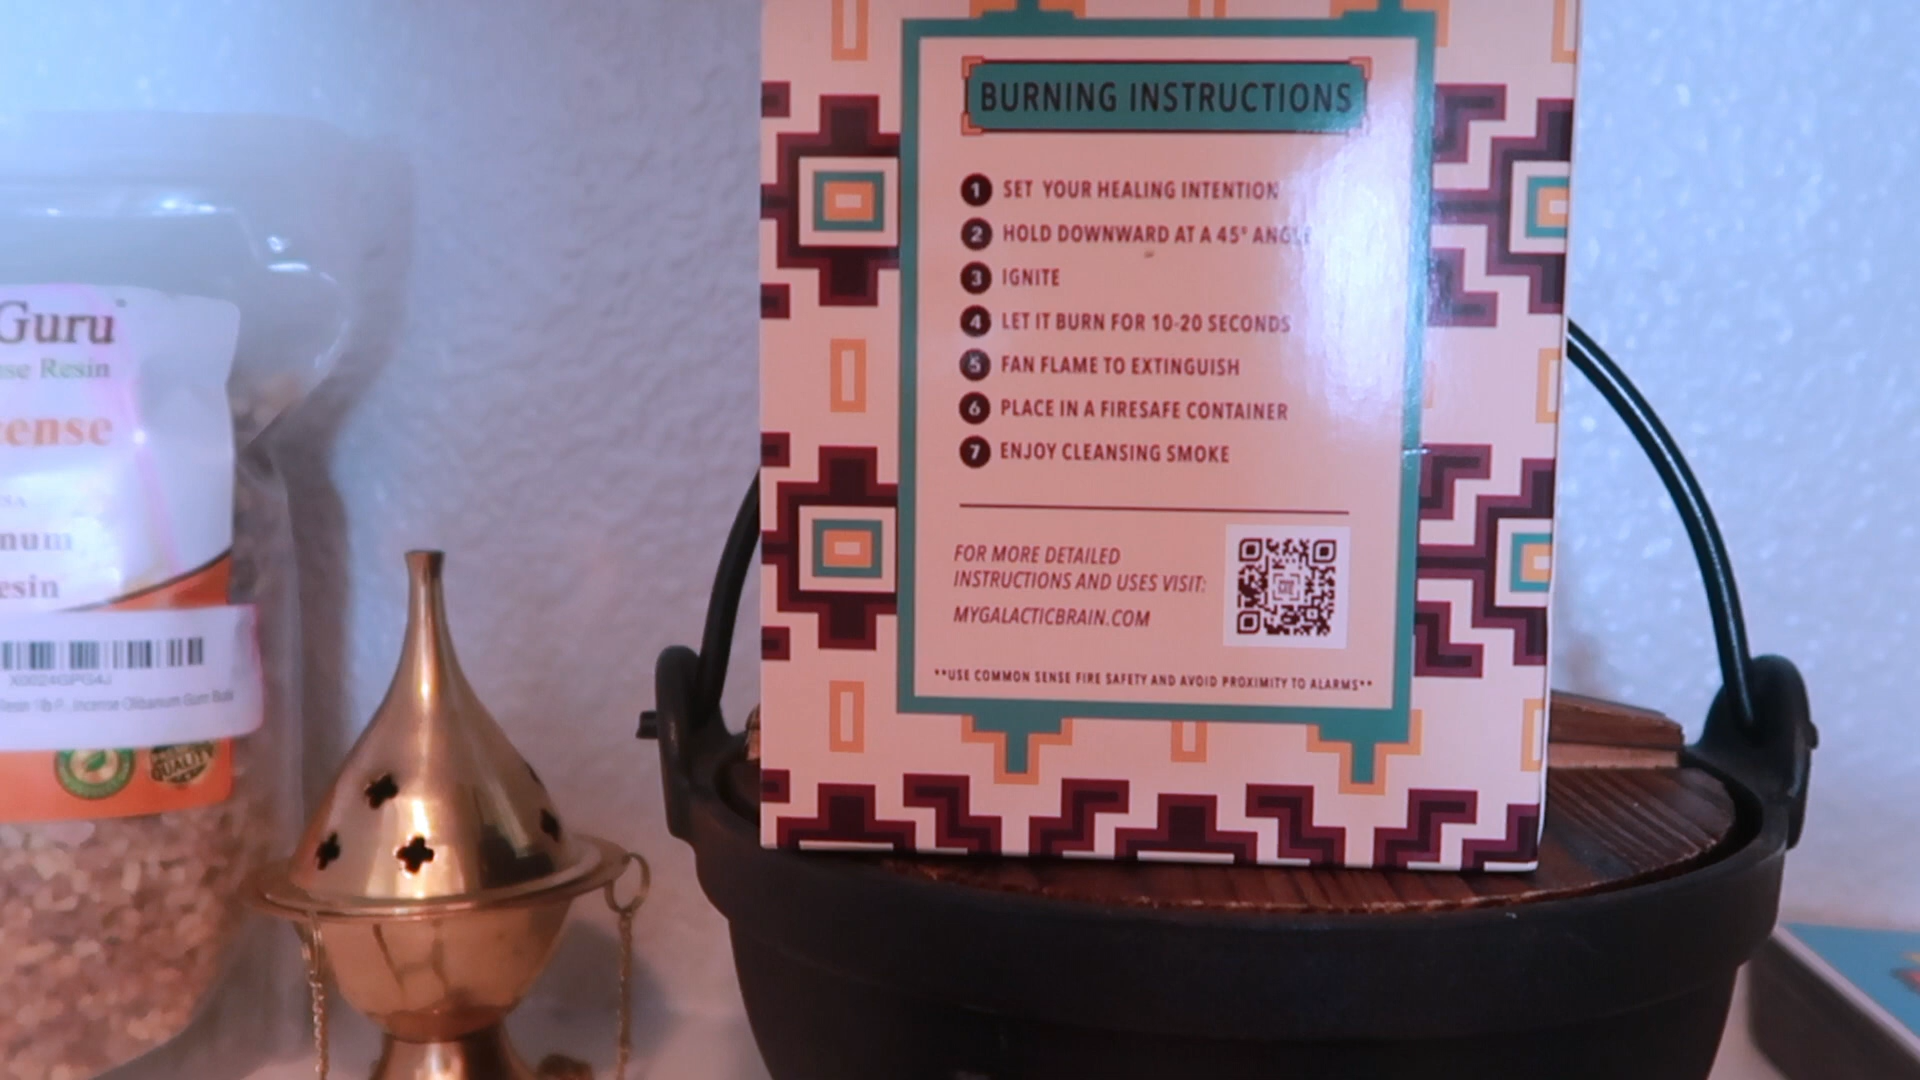 Guru
Resin
BURNING INSTRUCTIONS
1 SET YOUR HEALING INTENTION
2 HOLD DOWNWARD AT A 45° ANGLE
3 IGNITE
4 LET IT BURN FOR 10-20 SECONDS
5 FAN FLAME TO EXTINGUISH
6 PLACE IN A FIRESAFE CONTAINER
7 ENJOY CLEANSING SMOKE
FOR MORE DETAILED
INSTRUCTIONS AND USES VISIT:
MYGALACTICBRAIN.COM
**USE COMMON SENSE FIRE SAFETY AND AVOID PROXIMITY TO ALARMS**